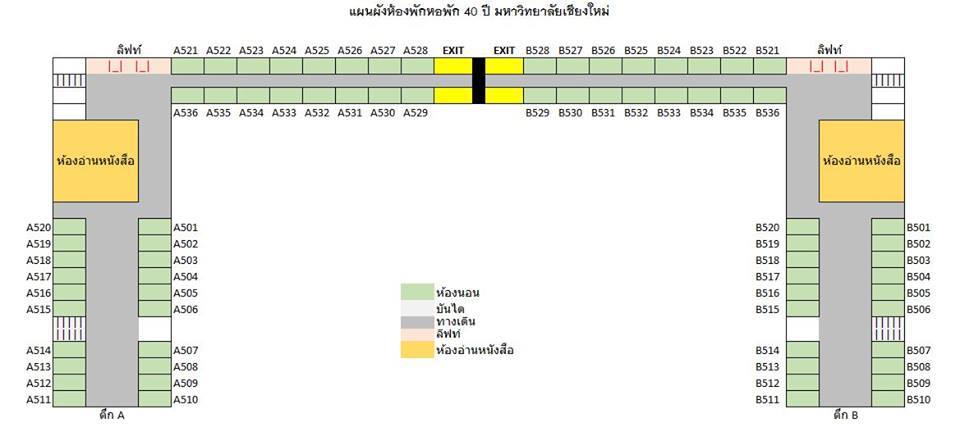 แผนผังห้องพักหอพัก 40 ปี มหาวิทยาลัยเชียงใหม่
ลิฟท์ A521 A522 A523 A524 A525 A526 A527 A528 EXIT EXIT B528 B527 B526 B525 B524 B523 B522 B521 ลิฟท์
A536 A535 A534 A533 A532 A531 A530 A529 B529 B530 B531 B532 B533 B534 B535 B536
ห้องอ่านหนังสือ ห้องอ่านหนังสือ
A520 A501 B520 B501
A519 A502 B519 B502
A518 A503 B518 B503
A517 A504 B517 B504
A516 A505 B516 B505
A515 A506 B515 B506
A514 A507 B514 B507
A513 A508 B513 B508
A512 A509 B512 B509
A511 A510 B511 B510
ห้องนอน
บันได
ทางเดิน
ลิฟท์
ห้องอ่านหนังสือ
ตึก A ตึก B